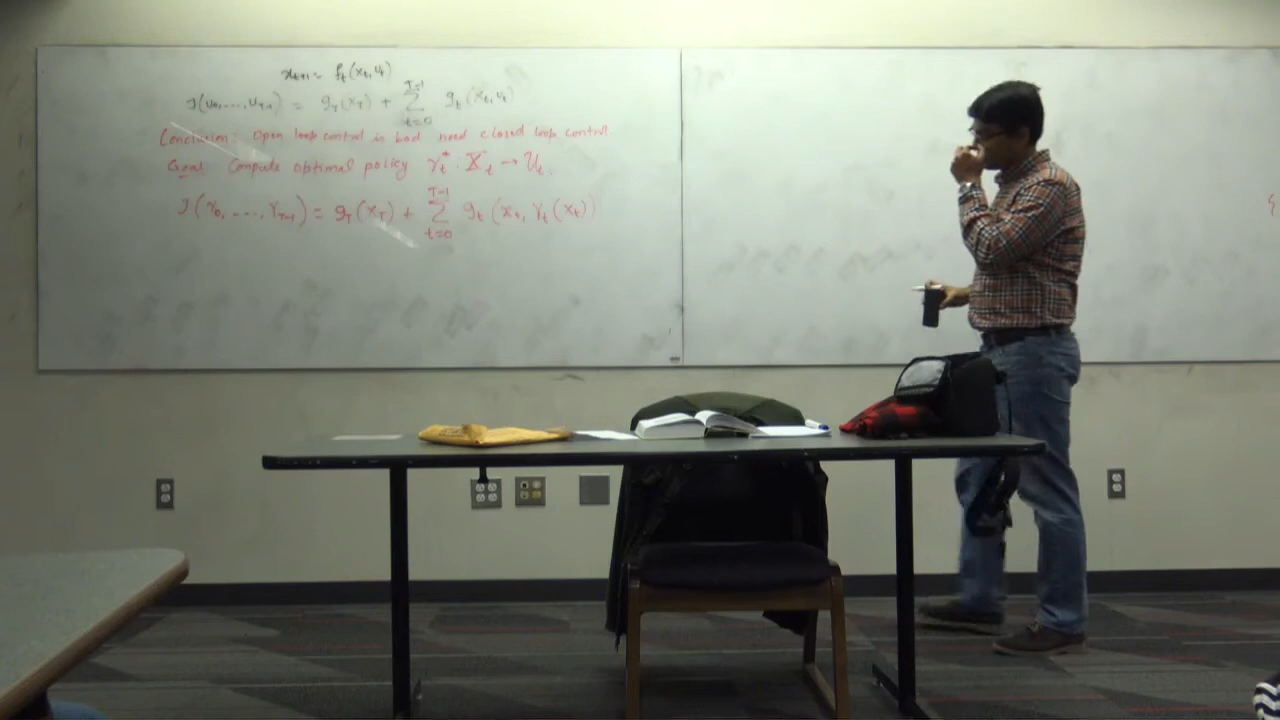 x_{t+1} = f_t(x_t, u_t)
J(u_0, ..., u_{T-1}) = g_T(x_T) + \sum_{t=0}^{T-1} g_t(x_t, u_t)
Conclusion: Open loop control is bad need closed loop control.
Goal: Compute optimal policy γ_t^* : X_t → U_t.
J(γ_0, ..., γ_{T-1}) = g_T(x_T) + \sum_{t=0}^{T-1} g_t(x_t, γ_t(x_t))
{